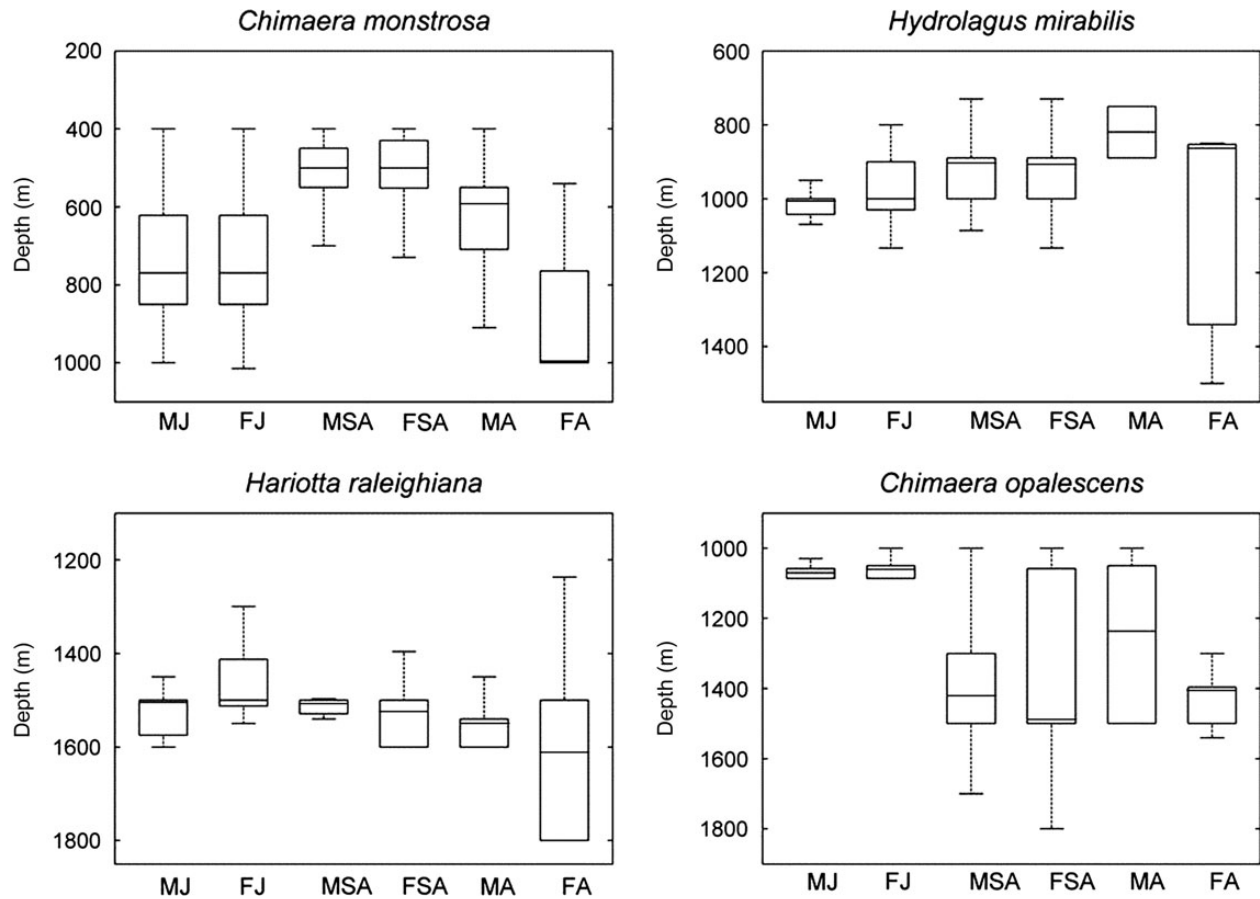 Chimaera monstrosa
Depth (m)
200
400
600
800
1000
MJ FJ MSA FSA MA FA
Hydrolagus mirabilis
Depth (m)
600
800
1000
1200
1400
MJ FJ MSA FSA MA FA
Hariotta raleighiana
Depth (m)
1200
1400
1600
1800
MJ FJ MSA FSA MA FA
Chimaera opalescens
Depth (m)
1000
1200
1400
1600
1800
MJ FJ MSA FSA MA FA